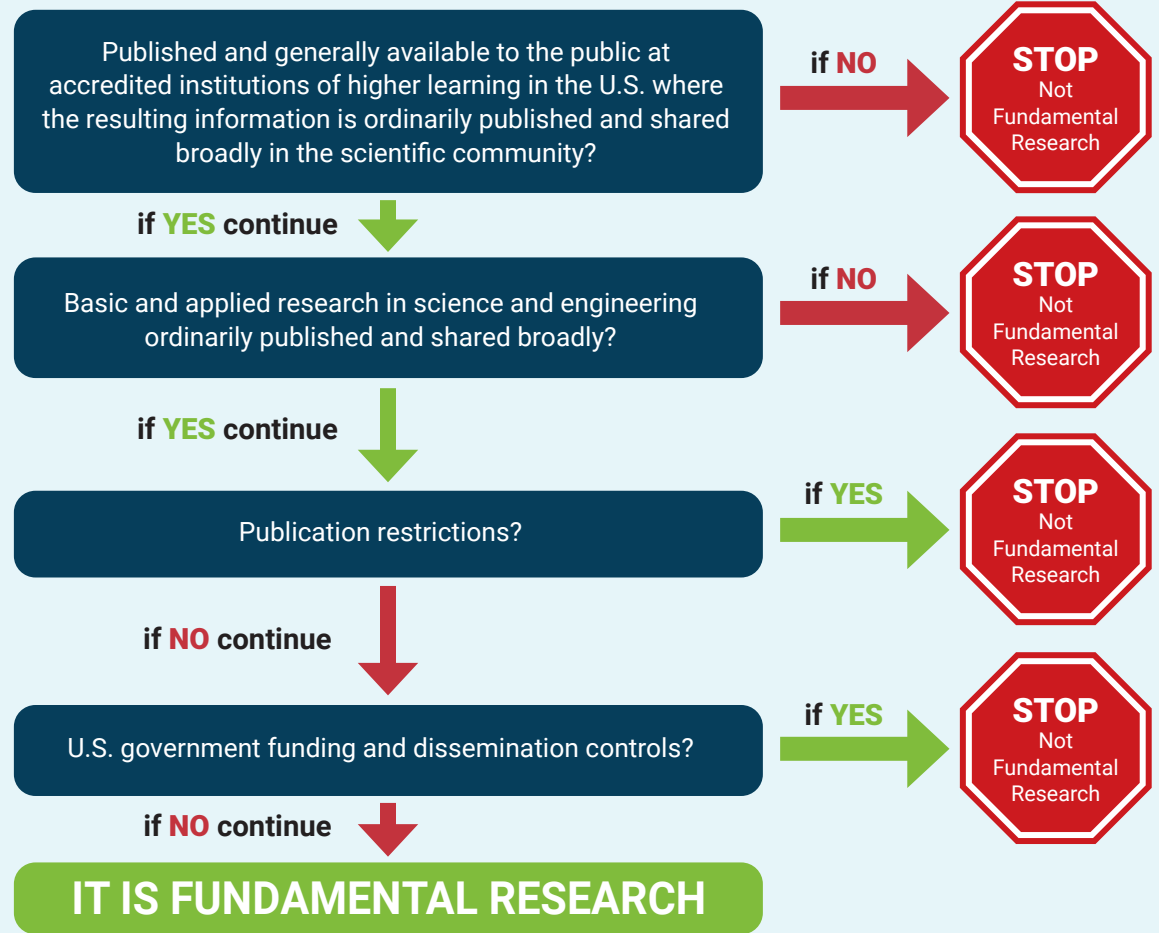 Published and generally available to the public at
accredited institutions of higher learning in the U.S. where
the resulting information is ordinarily published and shared
broadly in the scientific community?
if NO
STOP
Not
Fundamental
Research
if YES continue
Basic and applied research in science and engineering
ordinarily published and shared broadly?
if NO
STOP
Not
Fundamental
Research
if YES continue
Publication restrictions?
if YES
STOP
Not
Fundamental
Research
if NO continue
U.S. government funding and dissemination controls?
if YES
STOP
Not
Fundamental
Research
if NO continue
IT IS FUNDAMENTAL RESEARCH